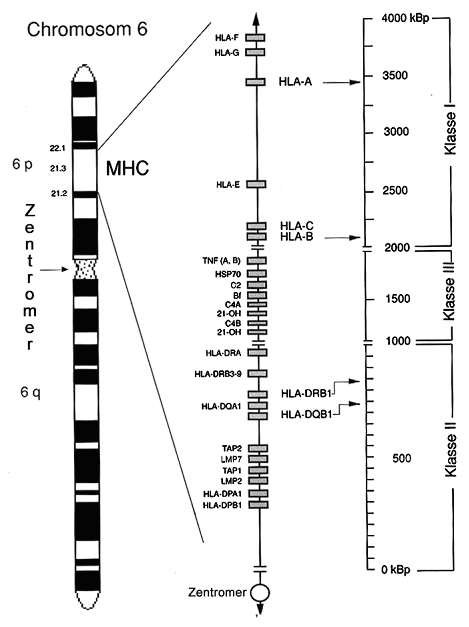 Chromosom 6
22.1
6 p
21.3
21.2
MHC
Zentromer
6 q
HLA-F
HLA-G
HLA-A
HLA-E
HLA-C
HLA-B
TNF (A, B)
HSP70
C2
Bf
C4A
21-OH
C4B
21-OH
HLA-DRA
HLA-DRB3-9
HLA-DRB1
HLA-DQA1
HLA-DQB1
TAP2
LMP7
TAP1
LMP2
HLA-DPA1
HLA-DPB1
Zentromer
4000 kBp
3500
3000
2500
2000
1500
1000
500
0 kBp
Klasse I
Klasse III
Klasse II